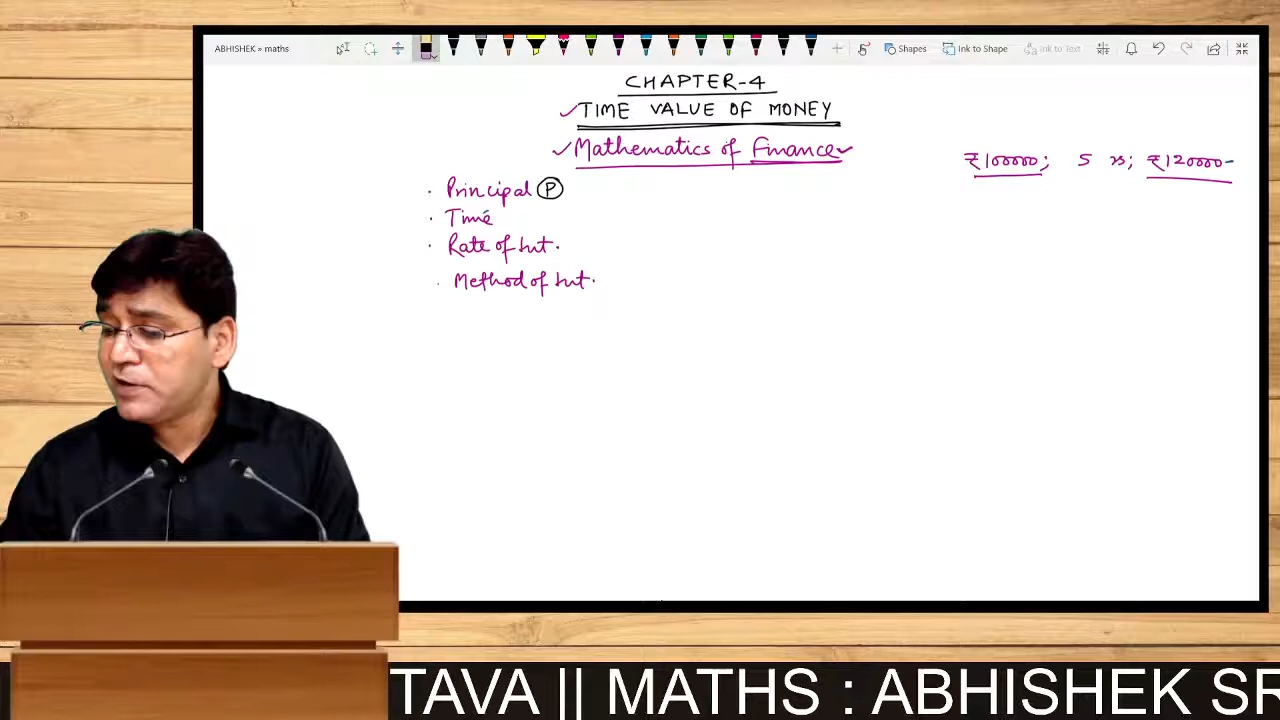 ABHISHEK » maths
Shapes
Ink to Shape
Ink to Text
CHAPTER-4
TIME VALUE OF MONEY
Mathematics of Finance
₹100000; 5 ; ₹120000
· Principal (P)
· Time
· Rate of Int.
· Method of Int.
TAVA || MATHS : ABHISHEK SR